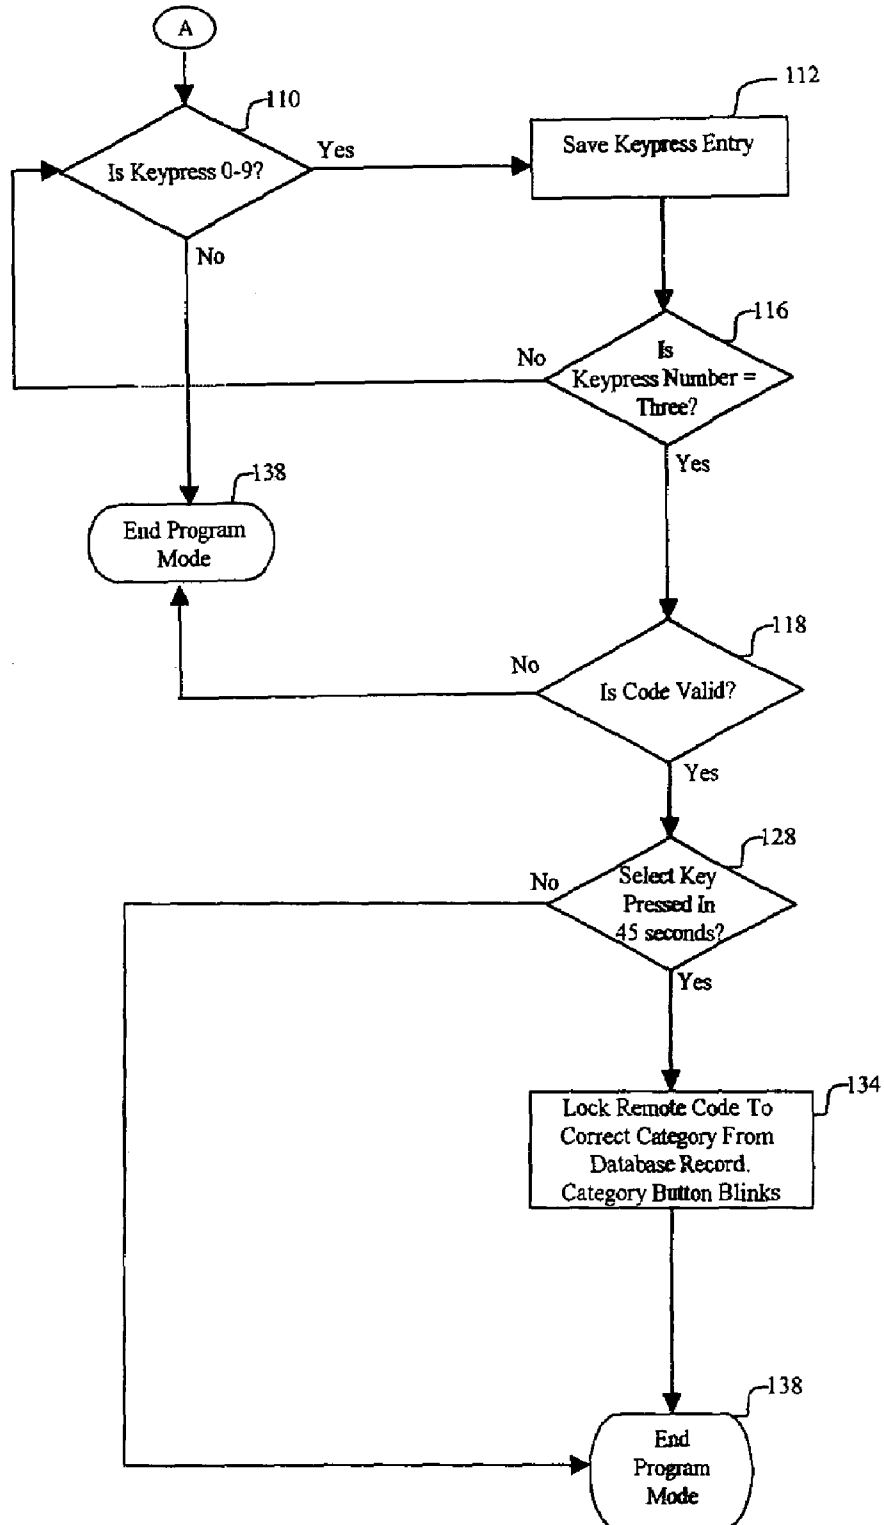 A
110
Is Keypress 0-9?
Yes
No
112
Save Keypress Entry
116
Is
Keypress Number =
Three?
No
Yes
138
End Program
Mode
118
Is Code Valid?
No
Yes
128
Select Key
Pressed In
45 seconds?
No
Yes
134
Lock Remote Code To
Correct Category From
Database Record.
Category Button Blinks
138
End
Program
Mode